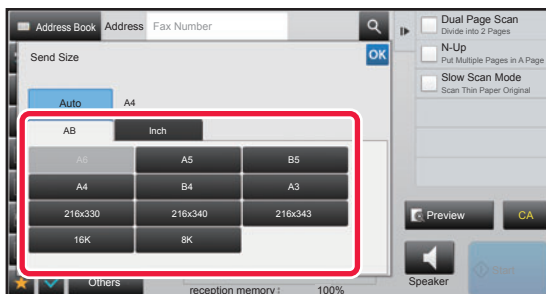 Address Book Address Fax Number
Send Size
OK
Auto A4
AB Inch
A6 A5 B5
A4 B4 A3
216x330 216x340 216x343
16K 8K
Others
reception memory: 100%
Dual Page Scan
Divide into 2 Pages
N-Up
Put Multiple Pages in A Page
Slow Scan Mode
Scan Thin Paper Original
Preview CA
Speaker
Start